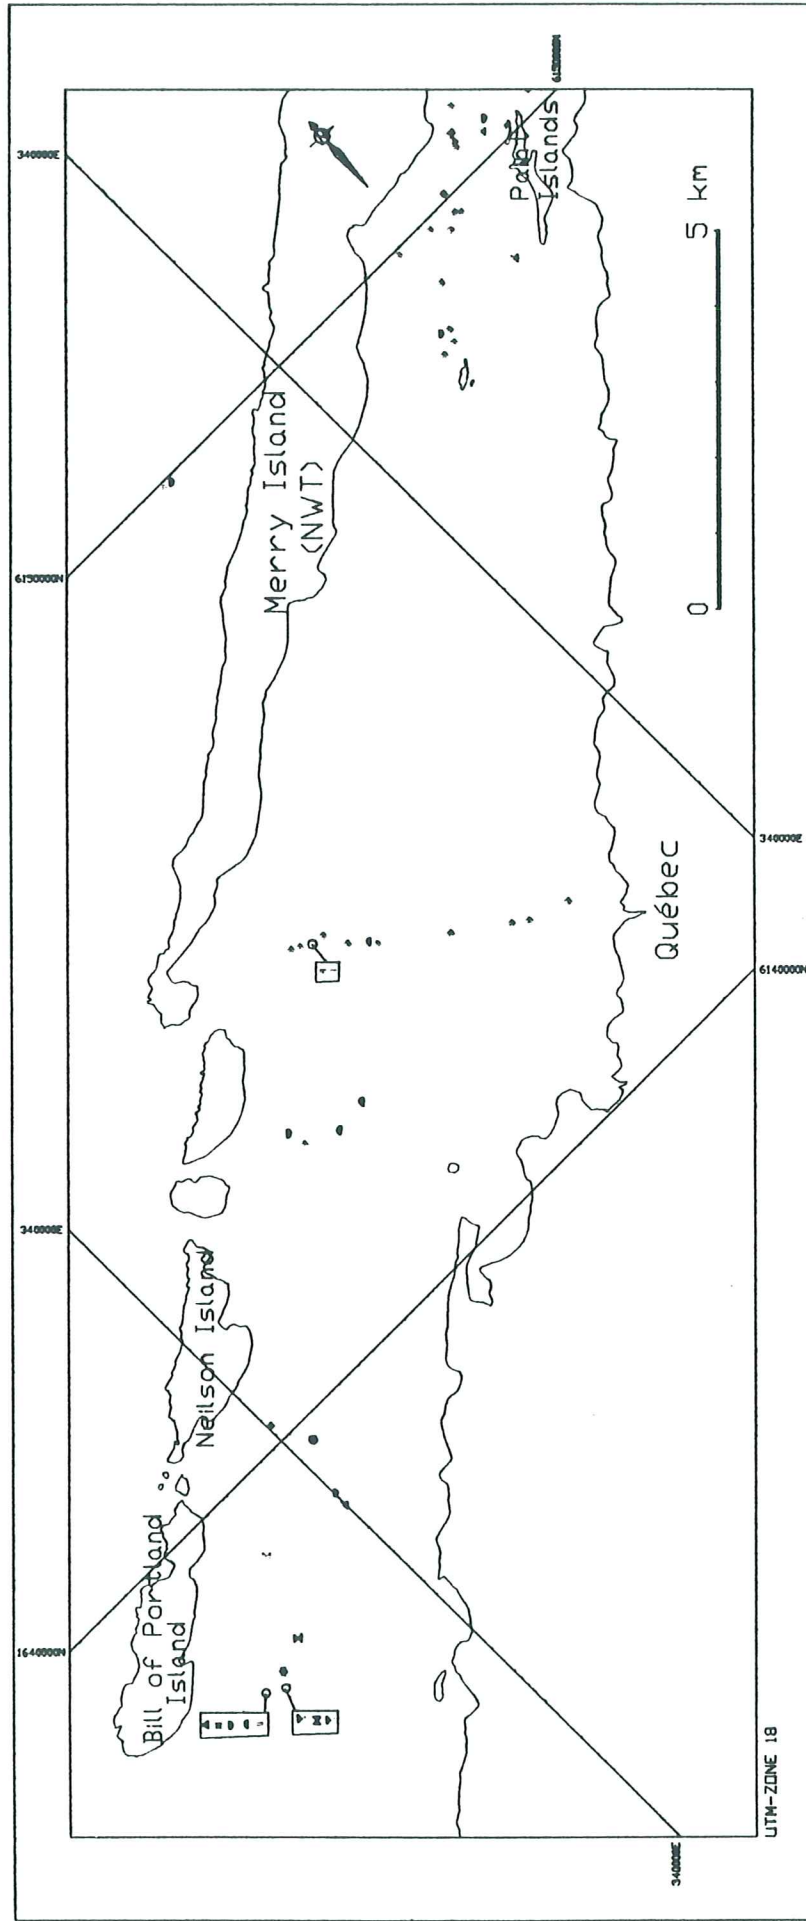 6150000N
340000E
Paint
Islands
5 km
0
Merry Island
(NWT)
6150000N
340000E
Québec
6140000N
340000E
Neilson Island
Bill of Portland
Island
1640000N
340000E
UTM-ZONE 18